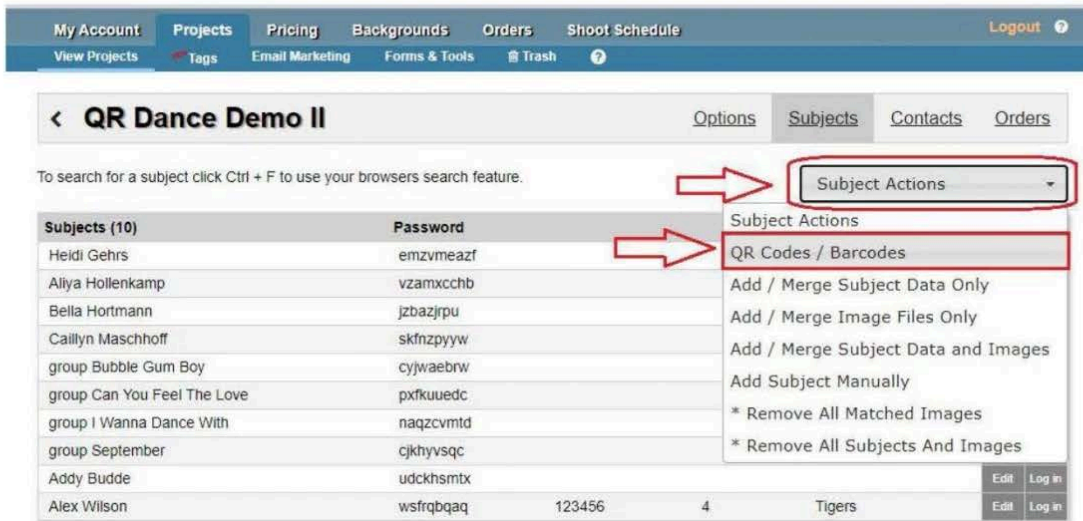 My Account Projects Pricing Backgrounds Orders Shoot Schedule Logout ?
View Projects Tags Email Marketing Forms & Tools Trash ?
< QR Dance Demo II Options Subjects Contacts Orders
To search for a subject click Ctrl + F to use your browsers search feature.
Subject Actions
Subjects (10) Password
Subject Actions
Heidi Gehrs emzvmeazf
QR Codes / Barcodes
Aliya Hollenkamp vzamxcchb
Add / Merge Subject Data Only
Bella Hortmann jzbazjrpu
Add / Merge Image Files Only
Caillyn Maschhoff skfnzpyyw
Add / Merge Subject Data and Images
group Bubble Gum Boy cyjwaebrw
Add Subject Manually
group Can You Feel The Love pxfkuuedc
* Remove All Matched Images
group I Wanna Dance With naqzcvmtd
* Remove All Subjects And Images
group September cjkhyvsqc
Addy Budde udckhsmtx Edit Log in
Alex Wilson wsfrqbqaq 123456 4 Tigers Edit Log in